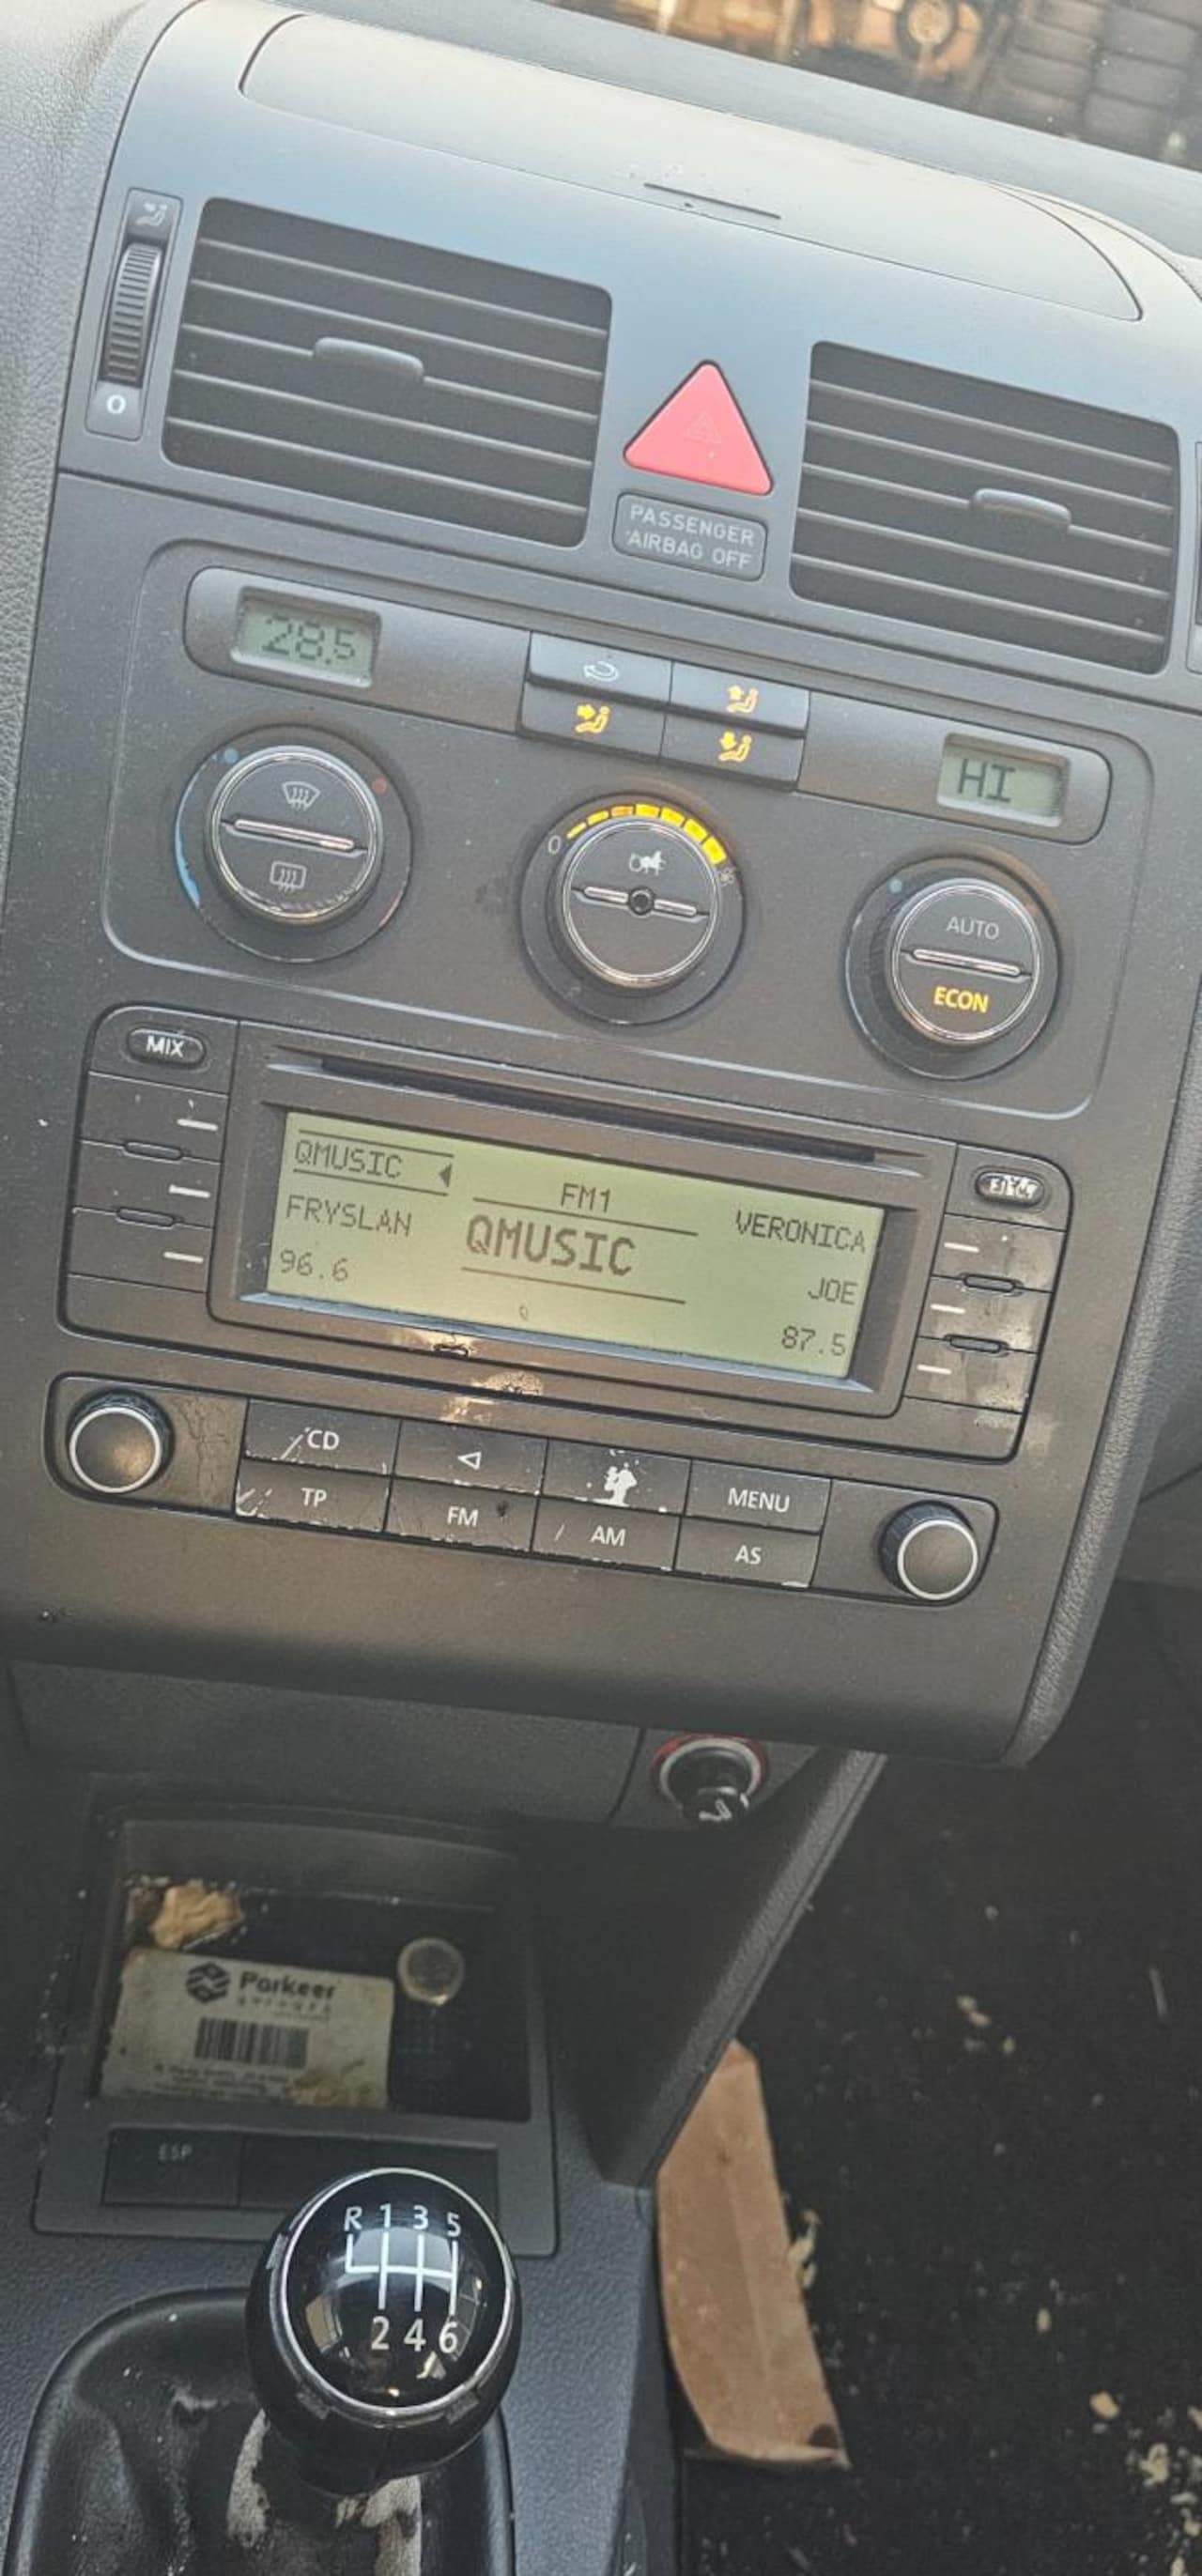 O
PASSENGER
AIRBAG OFF
28.5
HI
0
AUTO
ECON
MIX
QMUSIC
FM1
VERONICA
FRYSLAN
QMUSIC
JOE
96.6
87.5
CD
MENU
TP
FM
AM
AS
Parkeer
ESP
R 1 3 5
2 4 6